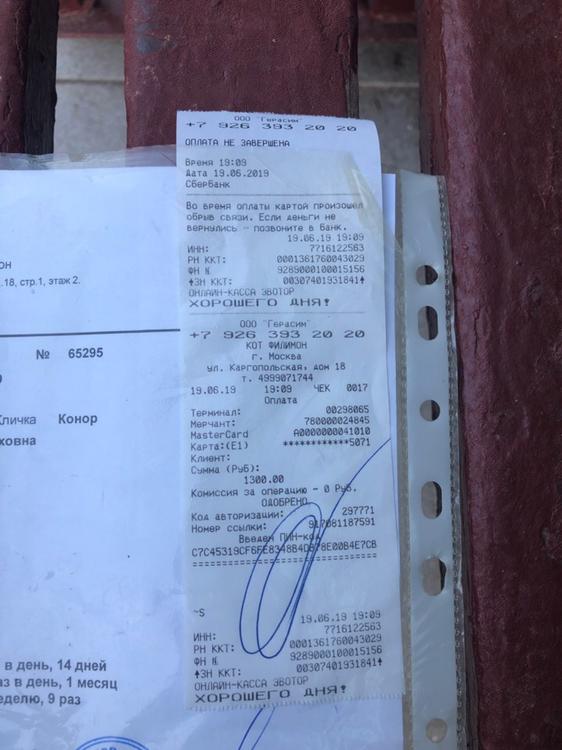 ООО "Герасим"
+7 926 393 20 20
ОПЛАТА НЕ ЗАВЕРШЕНА
Время 19:09
Дата 19.06.2019
Сбербанк
Во время оплаты картой произошел
обрыв связи. Если деньги не
вернулись - позвоните в банк.
19.06.19 19:09
ИНН: 7716122563
РН ККТ: 0001361760043029
ФН № 9289000100015156
ЗН ККТ: 00307401931841
ОНЛАЙН-КАССА ЭВОТОР
ХОРОШЕГО ДНЯ!
ООО "Герасим"
+7 926 393 20 20
КОТ ФИЛИМОН
г. Москва
ул. Каргопольская, дом 18
т. 4999071744
19.06.19 19:09 ЧЕК 0017
Оплата
Терминал: 00298065
Мерчант: 780000024845
MasterCard A0000000041010
Карта:(E1) ************5071
Клиент:
Сумма (Руб):
1300.00
Комиссия за операцию - 0 Руб.
ОДОБРЕНО
Код авторизации: 297771
Номер ссылки: 917081187591
Введен ПИН-код
================================
~S
19.06.19 19:09
ИНН: 7716122563
РН ККТ: 0001361760043029
ФН № 9289000100015156
ЗН ККТ: 00307401931841
ОНЛАЙН-КАССА ЭВОТОР
ХОРОШЕГО ДНЯ!
он
.18, стр.1, этаж 2.
№ 65295
Кличка Конор
ховна
в день, 14 дней
аз в день, 1 месяц
еделю, 9 раз